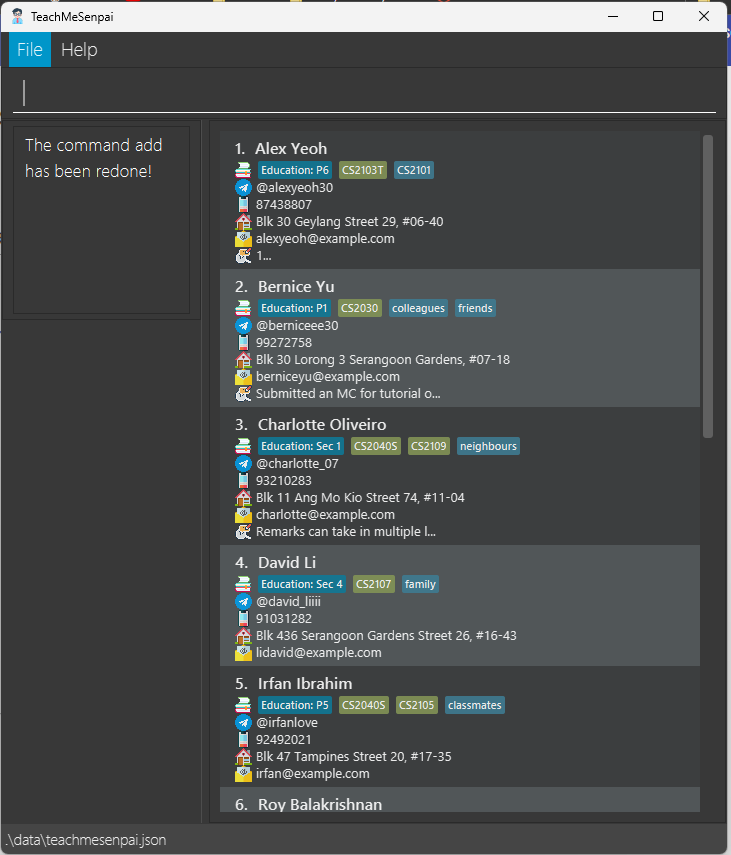 TeachMeSenpai
File Help
The command add
has been redone!
1. Alex Yeoh
Education: P6 CS2103T CS2101
@alexyeoh30
87438807
Blk 30 Geylang Street 29, #06-40
alexyeoh@example.com
1...
2. Bernice Yu
Education: P1 CS2030 colleagues friends
@berniceee30
99272758
Blk 30 Lorong 3 Serangoon Gardens, #07-18
berniceyu@example.com
Submitted an MC for tutorial o...
3. Charlotte Oliveiro
Education: Sec 1 CS2040S CS2109 neighbours
@charlotte_07
93210283
Blk 11 Ang Mo Kio Street 74, #11-04
charlotte@example.com
Remarks can take in multiple l...
4. David Li
Education: Sec 4 CS2107 family
@david_liiii
91031282
Blk 436 Serangoon Gardens Street 26, #16-43
lidavid@example.com
5. Irfan Ibrahim
Education: P5 CS2040S CS2105 classmates
@irfanlove
92492021
Blk 47 Tampines Street 20, #17-35
irfan@example.com
6. Roy Balakrishnan
.\data\teachmesenpai.json